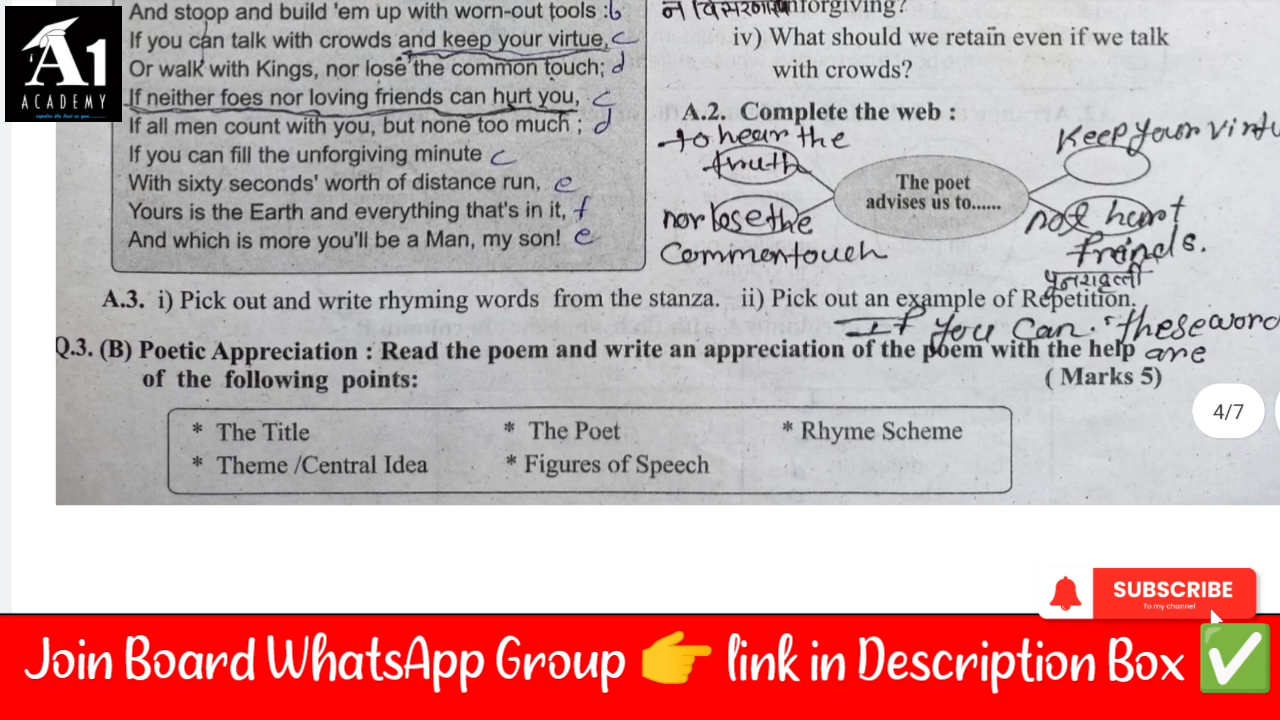 A1
ACADEMY
And stoop and build 'em up with worn-out tools : b
If you can talk with crowds and keep your virtue, c
Or walk with Kings, nor lose the common touch; d
If neither foes nor loving friends can hurt you, c
If all men count with you, but none too much ; d
If you can fill the unforgiving minute c
With sixty seconds' worth of distance run, e
Yours is the Earth and everything that's in it, f
And which is more you'll be a Man, my son! e
unforgiving?
iv) What should we retain even if we talk
with crowds?
A.2. Complete the web :
to hear the
truth
nor lose the
Commentouch
The poet
advises us to......
Keep your virtu
not hurt
Freinds.
A.3. i) Pick out and write rhyming words from the stanza. ii) Pick out an example of Repetition.
If you can. these word
are
Q.3. (B) Poetic Appreciation : Read the poem and write an appreciation of the poem with the help
of the following points:
( Marks 5)
* The Title * The Poet * Rhyme Scheme
* Theme /Central Idea * Figures of Speech
4/7
SUBSCRIBE
To my channel
Join Board WhatsApp Group 👉 link in Description Box ✅